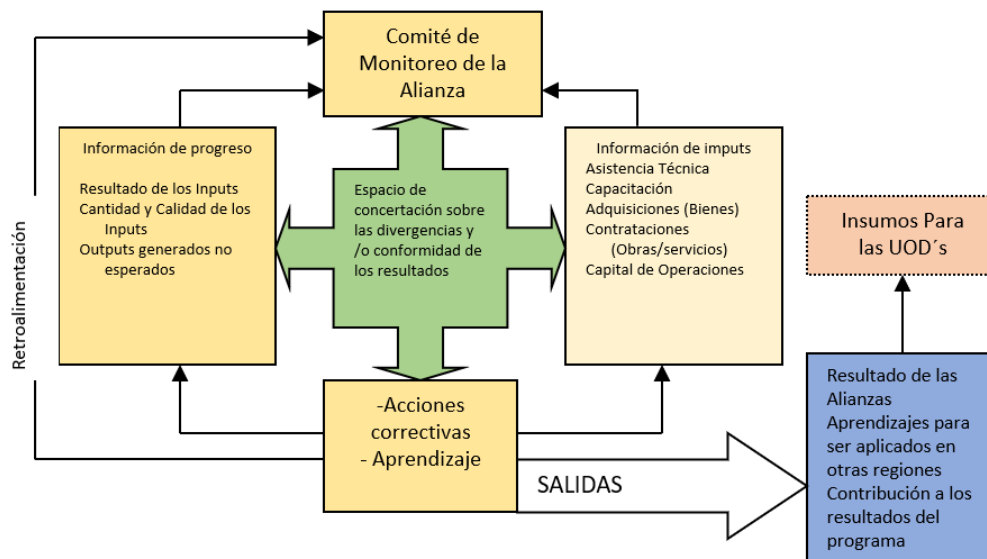 Comité de
Monitoreo de la
Alianza
Información de progreso
Resultado de los Inputs
Cantidad y Calidad de los
Inputs
Outputs generados no
esperados
Espacio de
concertación sobre
las divergencias y
/o conformidad de
los resultados
Información de imputs
Asistencia Técnica
Capacitación
Adquisiciones (Bienes)
Contrataciones
(Obras/servicios)
Capital de Operaciones
Insumos Para
las UOD´s
Retroalimentación
-Acciones
correctivas
- Aprendizaje
SALIDAS
Resultado de las
Alianzas
Aprendizajes para
ser aplicados en
otras regiones
Contribución a los
resultados del
programa